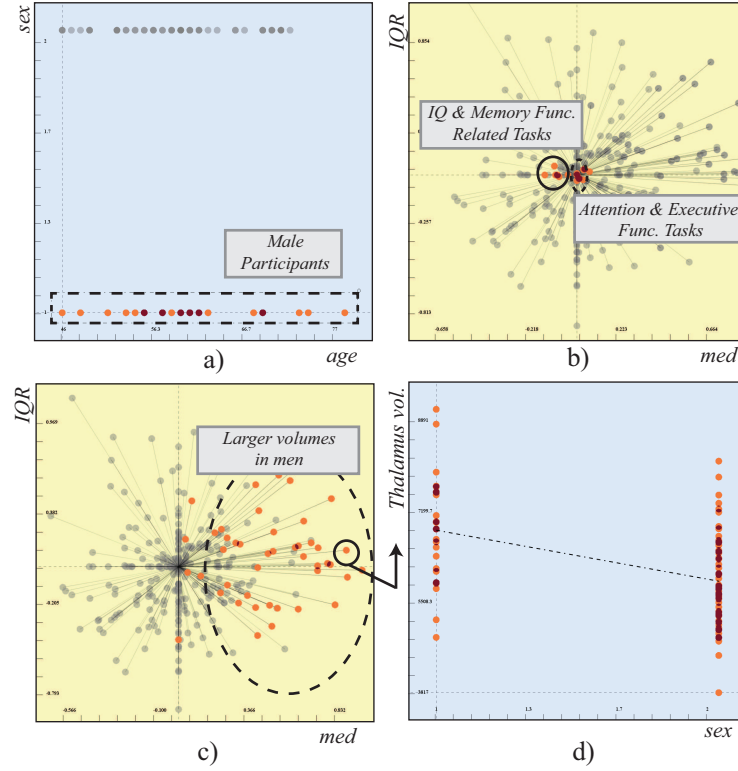 sex
2
1.7
1.3
1
46
56.3
66.7
77
Male
Participants
a)
age
IQR
0.854
IQ & Memory Func.
Related Tasks
Attention & Executive
Func. Tasks
-0.257
-0.813
-0.658
-0.218
0.223
0.664
b)
med
IQR
0.569
Larger volumes
in men
0.181
-0.205
-0.793
-0.566
-0.100
0.366
0.832
c)
med
Thalamus vol.
8891
7199.7
5508.3
3817
1
1.3
1.7
2
d)
sex